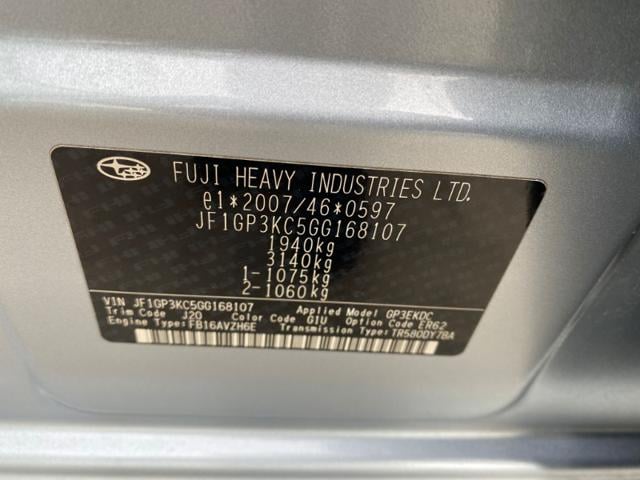 FUJI HEAVY INDUSTRIES LTD.
e1*2007/46*0597
JF1GP3KC5GG168107
1940kg
3140kg
1-1075kg
2-1060kg
VIN JF1GP3KC5GG168107 Applied Model GP3EKDC
Trim Code J20 Color Code G1U Option Code ER62
Engine Type FB16AVZH6E Transmission Type TR580DY7BA